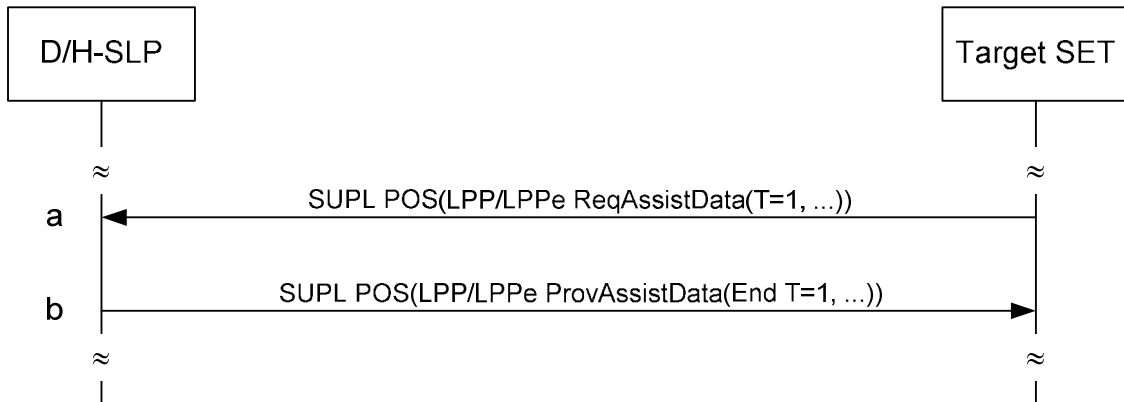 D/H-SLP
Target SET
≈ ≈
a
SUPL POS(LPP/LPPe ReqAssistData(T=1, ...))
b
SUPL POS(LPP/LPPe ProvAssistData(End T=1, ...))
≈ ≈